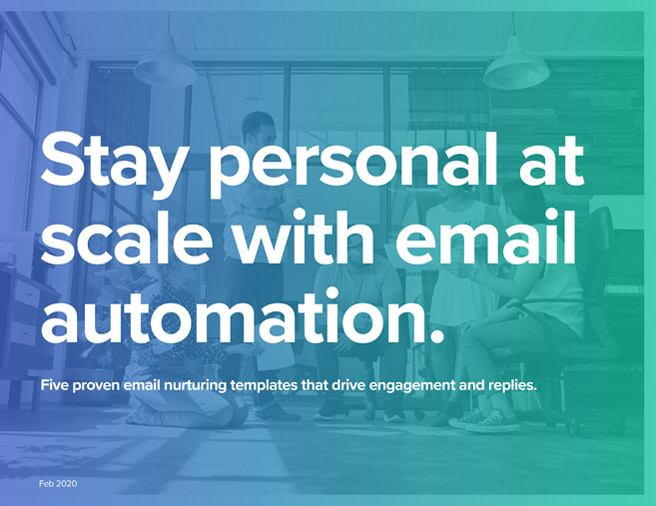 Stay personal at
scale with email
automation.
Five proven email nurturing templates that drive engagement and replies.
Feb 2020